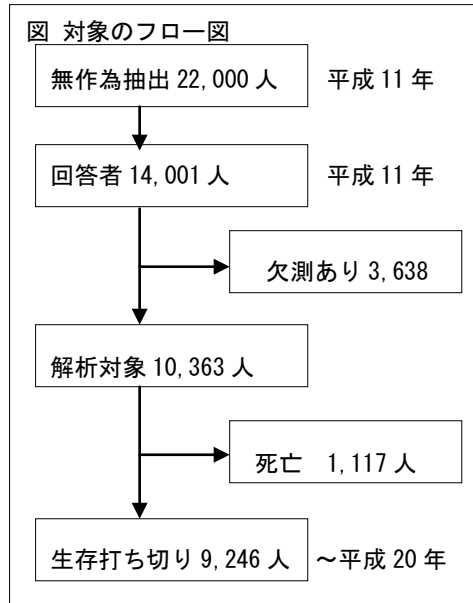 図 対象のフロー図
無作為抽出 22,000 人 平成 11 年
回答者 14,001 人 平成 11 年
欠測あり 3,638
解析対象 10,363 人
死亡 1,117 人
生存打ち切り 9,246 人 ～平成 20 年